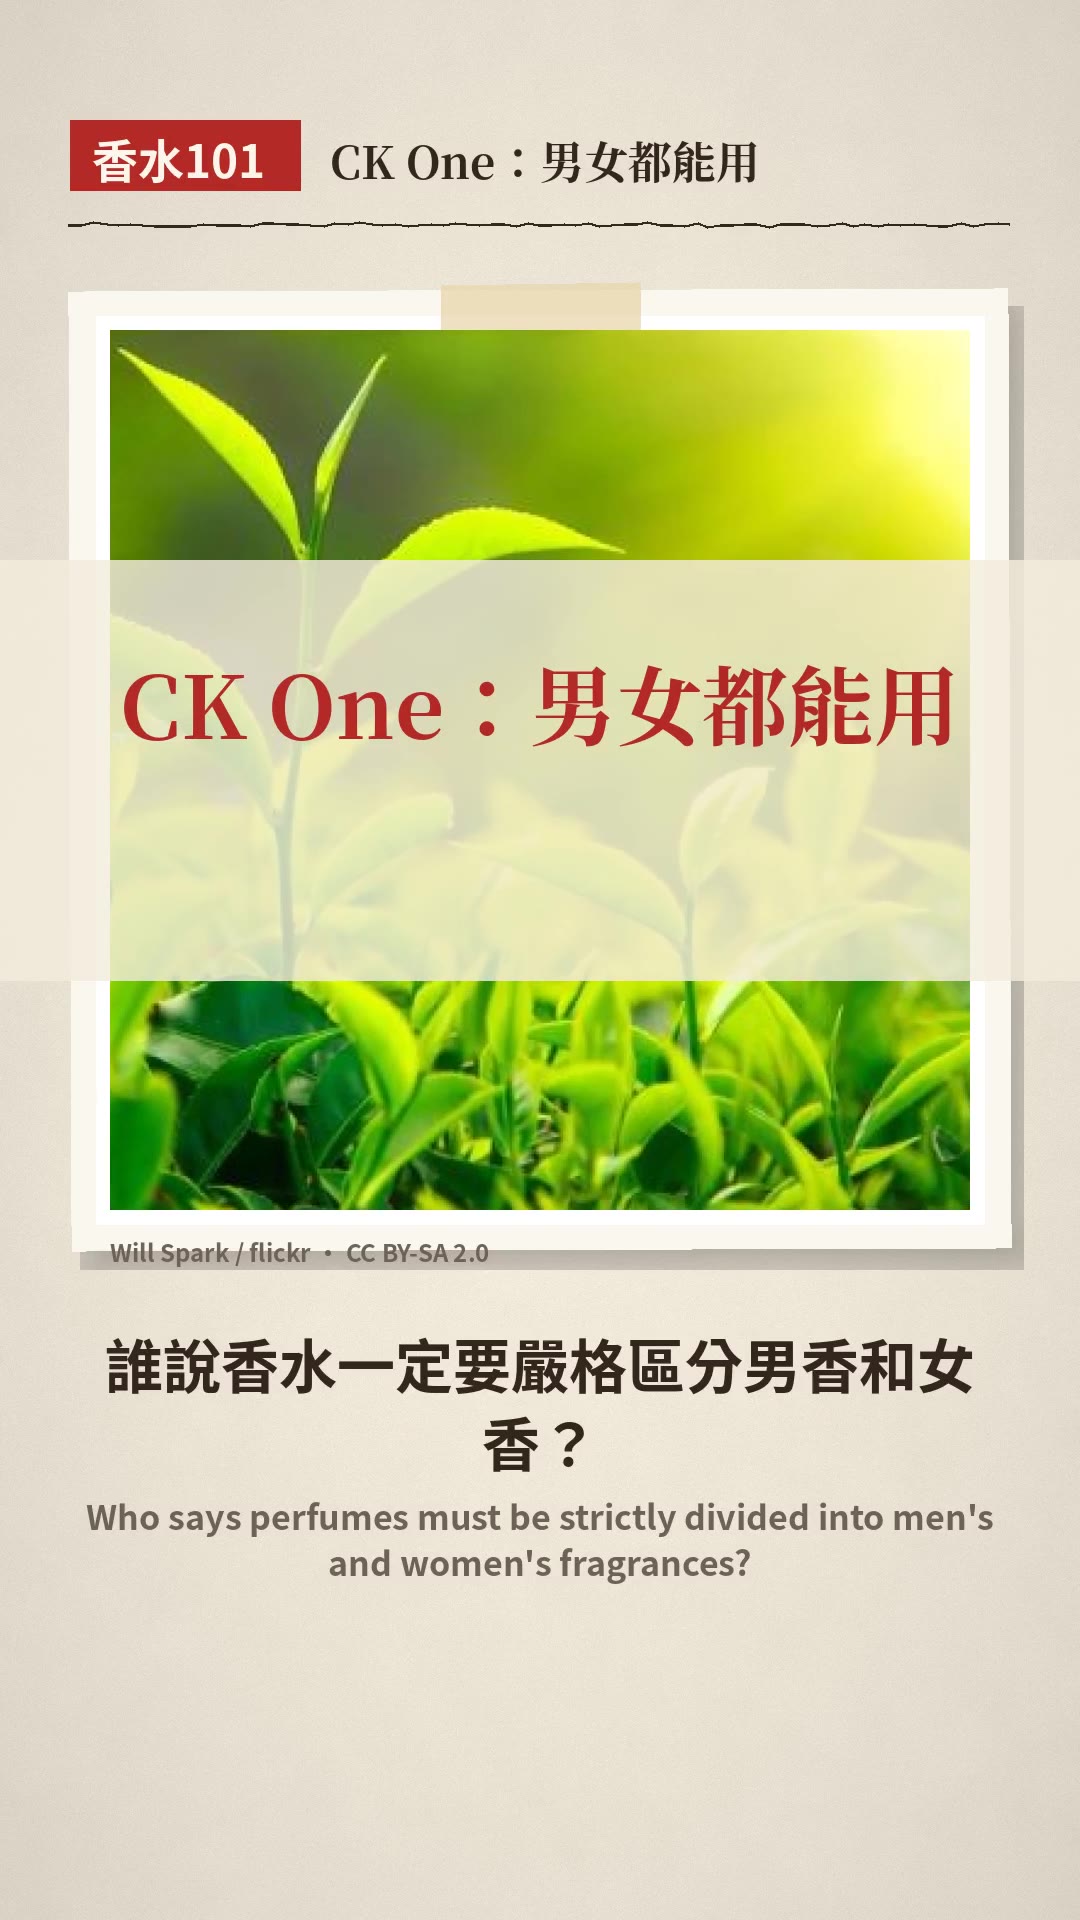 香水101
CK One：男女都能用
CK One：男女都能用
Will Spark / flickr ・ CC BY-SA 2.0
誰說香水一定要嚴格區分男香和女
香？
Who says perfumes must be strictly divided into men's
and women's fragrances?